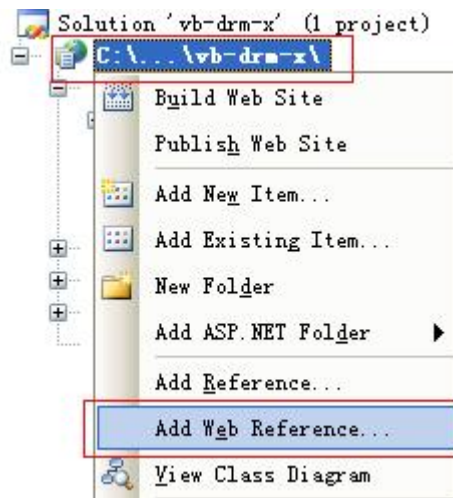 Solution 'vb-drm-x' (1 project)
C:\...\vb-drm-x\
Build Web Site
Publish Web Site
Add New Item...
Add Existing Item...
New Folder
Add ASP.NET Folder
Add Reference...
Add Web Reference...
View Class Diagram